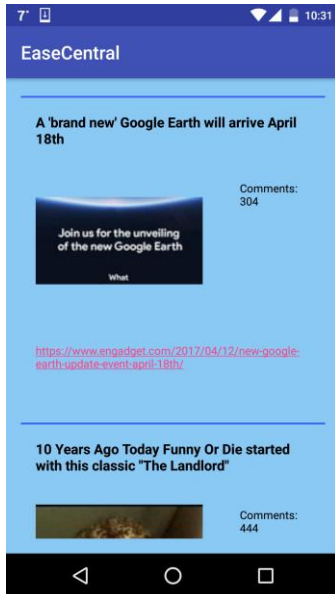 7°
10:31
EaseCentral
A 'brand new' Google Earth will arrive April
18th
Comments:
304
Join us for the unveiling
of the new Google Earth
What
https://www.engadget.com/2017/04/12/new-google-
earth-update-event-april-18th/
10 Years Ago Today Funny Or Die started
with this classic "The Landlord"
Comments:
444